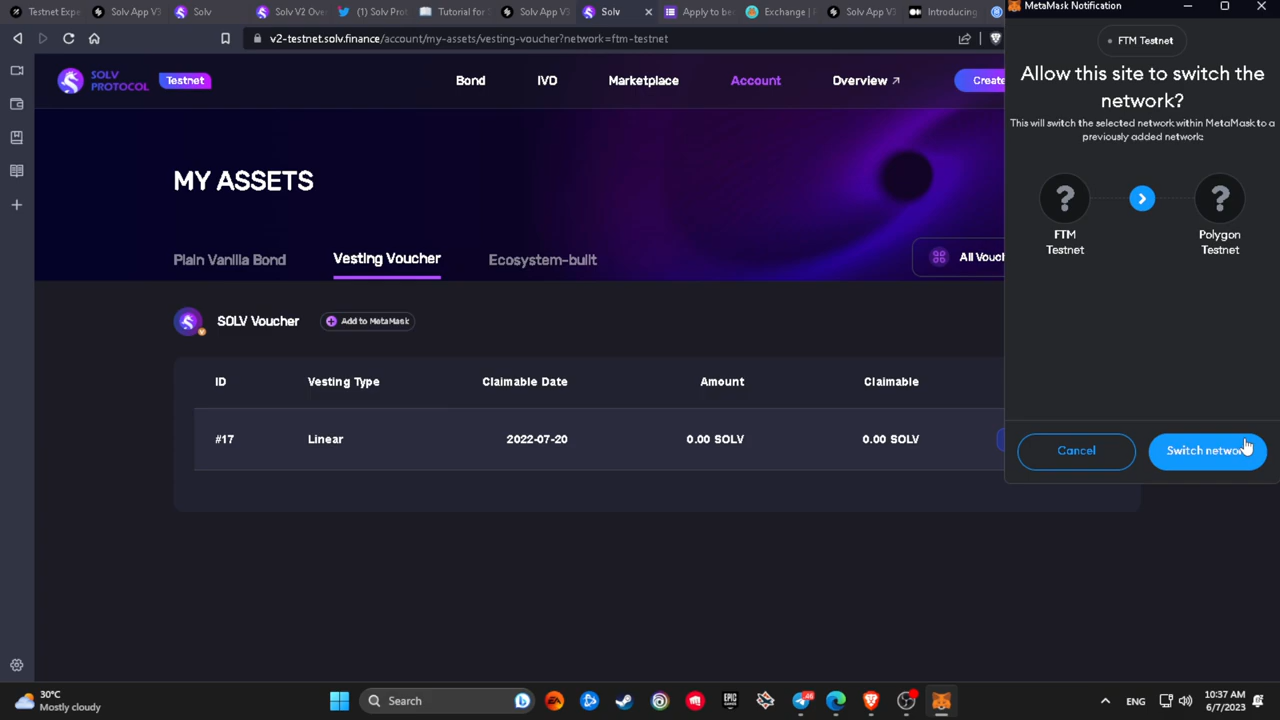 Testnet Exp
Solv App V3
Solv
Solv V2 Ove
(1) Solv Pro
Tutorial for
Solv App V3
Solv
Apply to be
Exchange |
Solv App V3
Introducing
MetaMask Notification
v2-testnet.solv.finance/account/my-assets/vesting-voucher?network=ftm-testnet
FTM Testnet
SOLV
PROTOCOL
Testnet
Bond
IVD
Marketplace
Account
Overview ↗
Create
Allow this site to switch the
network?
This will switch the selected network within MetaMask to a
previously added network:
MY ASSETS
FTM
Testnet
Polygon
Testnet
Plain Vanilla Bond
Vesting Voucher
Ecosystem-built
All Vouch
SOLV Voucher
Add to MetaMask
ID
Vesting Type
Claimable Date
Amount
Claimable
#17
Linear
2022-07-20
0.00 SOLV
0.00 SOLV
Cancel
Switch network
30°C
Mostly cloudy
Search
EA
EPIC
GAMES
46
ENG
10:37 AM
6/7/2023